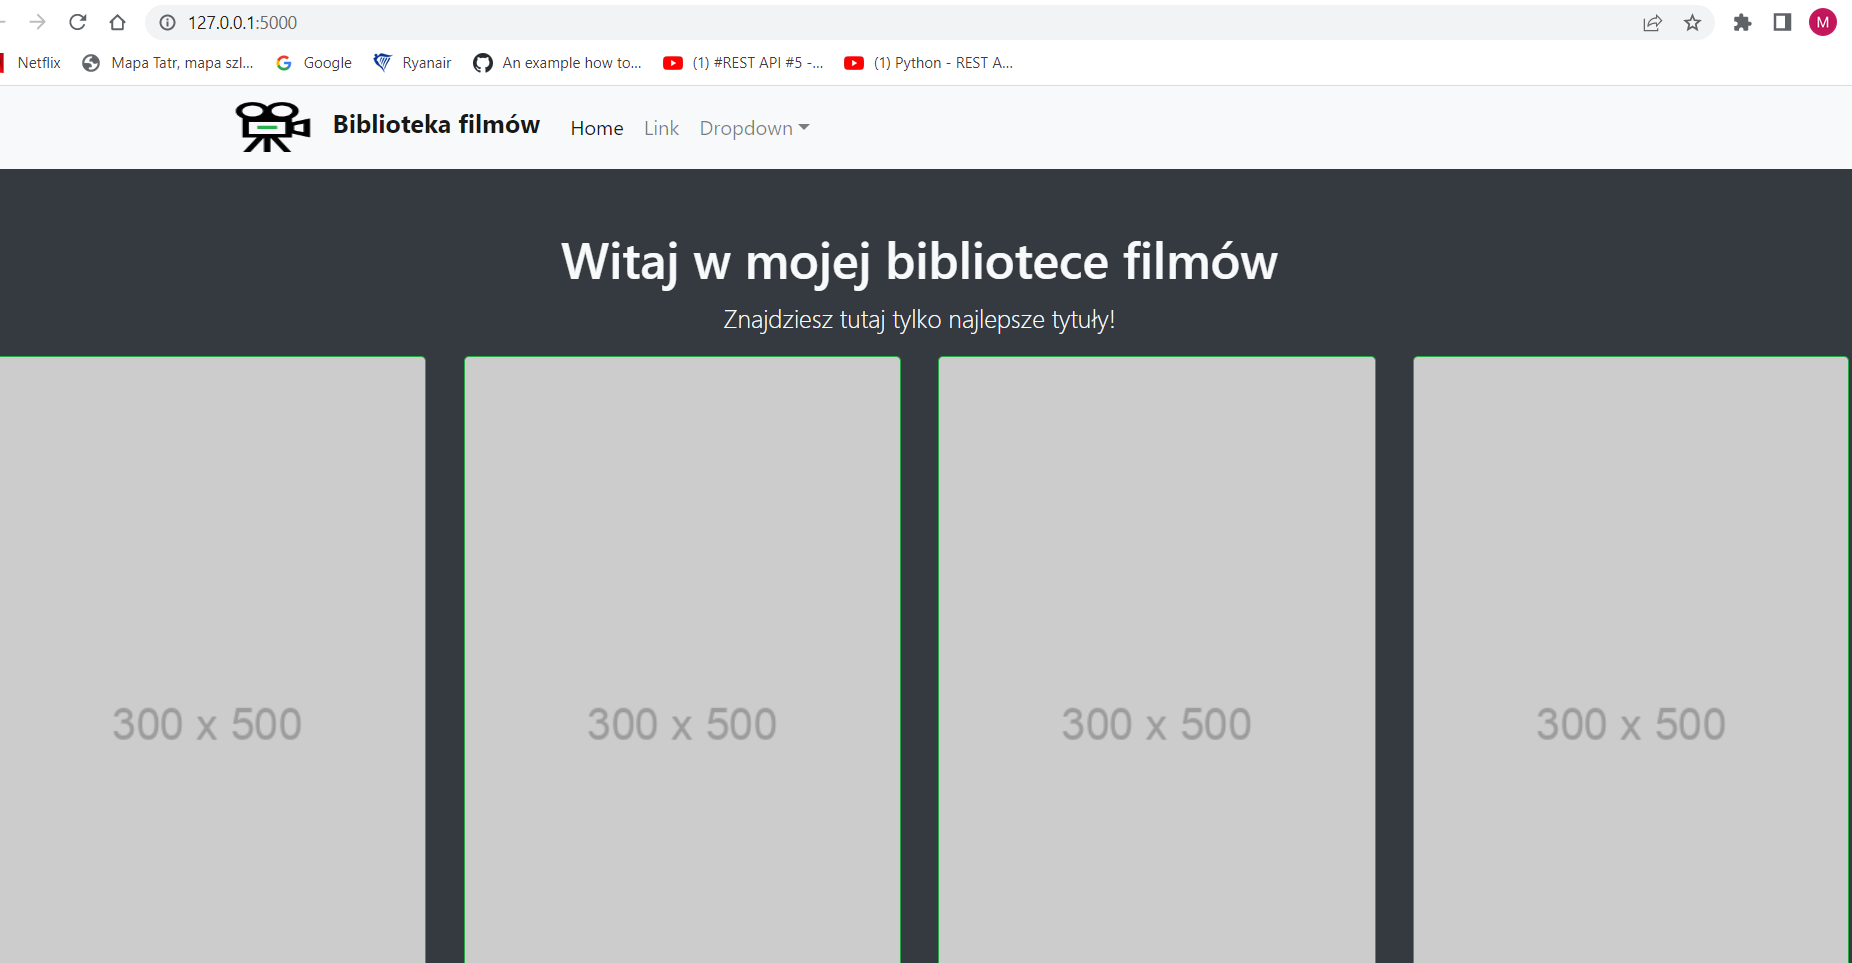 127.0.0.1:5000
M
Netflix
Mapa Tatr, mapa szl...
Google
Ryanair
An example how to...
(1) #REST API #5 -...
(1) Python - REST A...
Biblioteka filmów
Home
Link
Dropdown
Witaj w mojej bibliotece filmów
Znajdziesz tutaj tylko najlepsze tytuły!
300 x 500
300 x 500
300 x 500
300 x 500